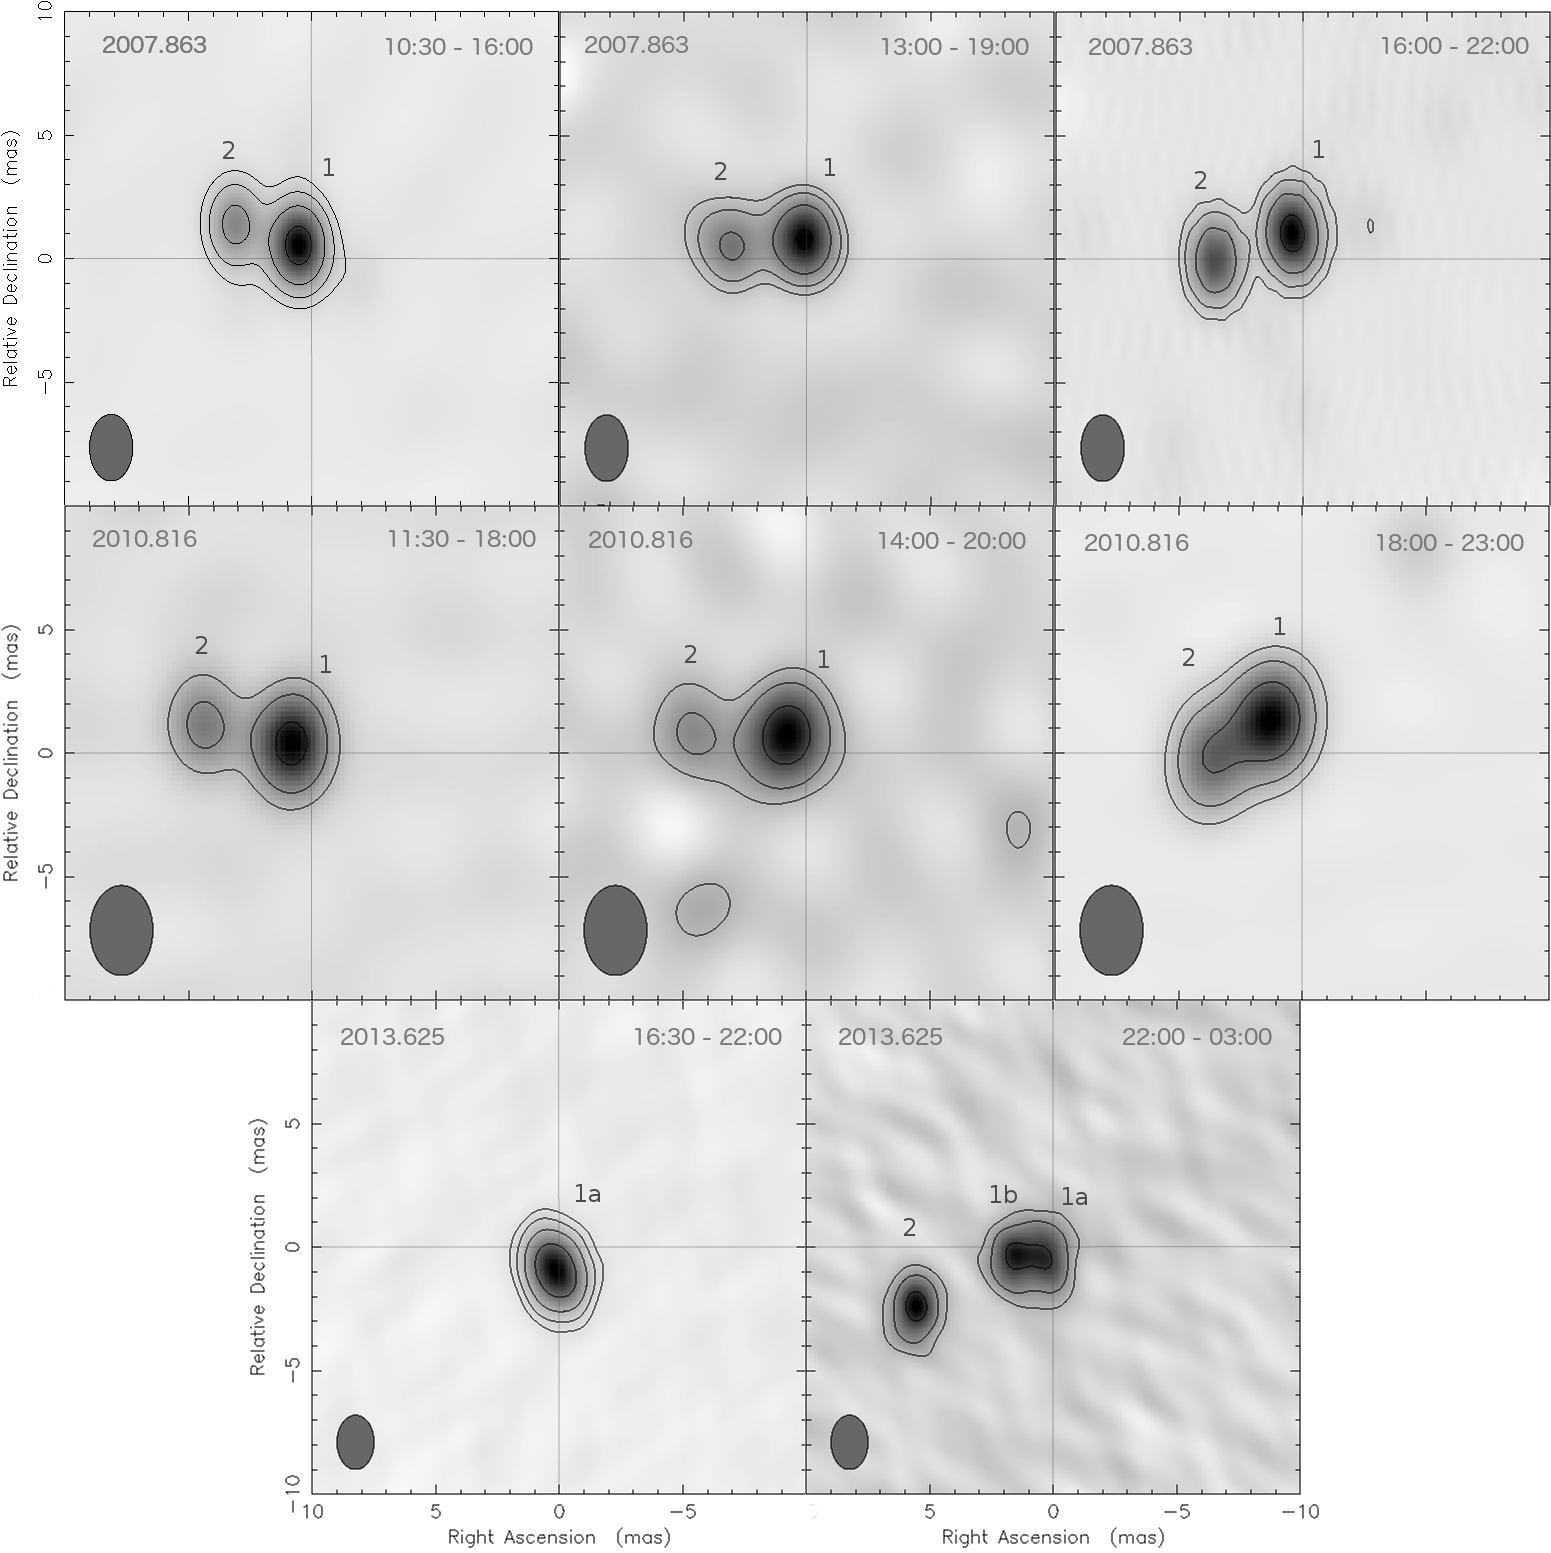 2007.863 10:30 - 16:00
2007.863 13:00 - 19:00
2007.863 16:00 - 22:00
2 1
2 1
2 1
10
5
0
−5
Relative Declination (mas)
2010.816 11:30 - 18:00
2010.816 14:00 - 20:00
2010.816 18:00 - 23:00
2 1
2 1
2 1
5
0
−5
Relative Declination (mas)
2013.625 16:30 - 22:00
2013.625 22:00 - 03:00
1a
2 1b 1a
5
0
−5
−10
Relative Declination (mas)
10 5 0 −5
5 0 −5 −10
Right Ascension (mas)
Right Ascension (mas)